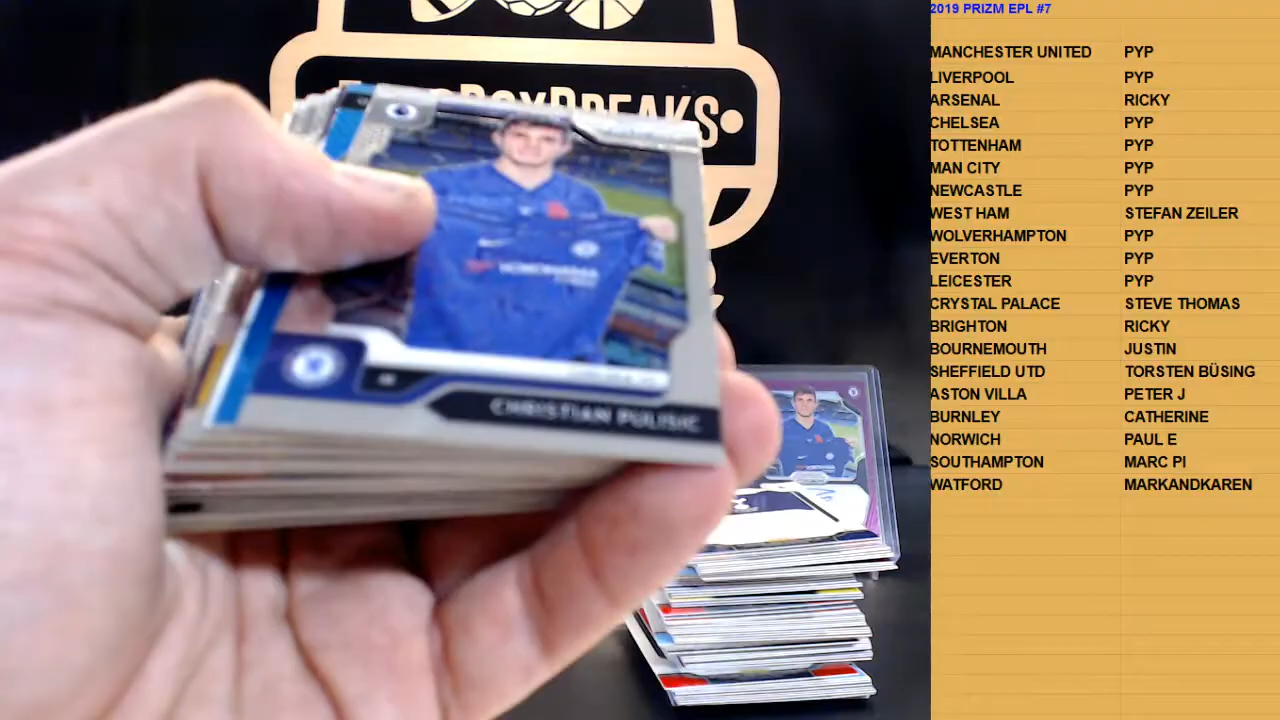 2019 PRIZM EPL #7
MANCHESTER UNITED PYP
LIVERPOOL PYP
ARSENAL RICKY
CHELSEA PYP
TOTTENHAM PYP
MAN CITY PYP
NEWCASTLE PYP
WEST HAM STEFAN ZEILER
WOLVERHAMPTON PYP
EVERTON PYP
LEICESTER PYP
CRYSTAL PALACE STEVE THOMAS
BRIGHTON RICKY
BOURNEMOUTH JUSTIN
SHEFFIELD UTD TORSTEN BÜSING
ASTON VILLA PETER J
BURNLEY CATHERINE
NORWICH PAUL E
SOUTHAMPTON MARC PI
WATFORD MARKANDKAREN
CHRISTIAN PULISIC